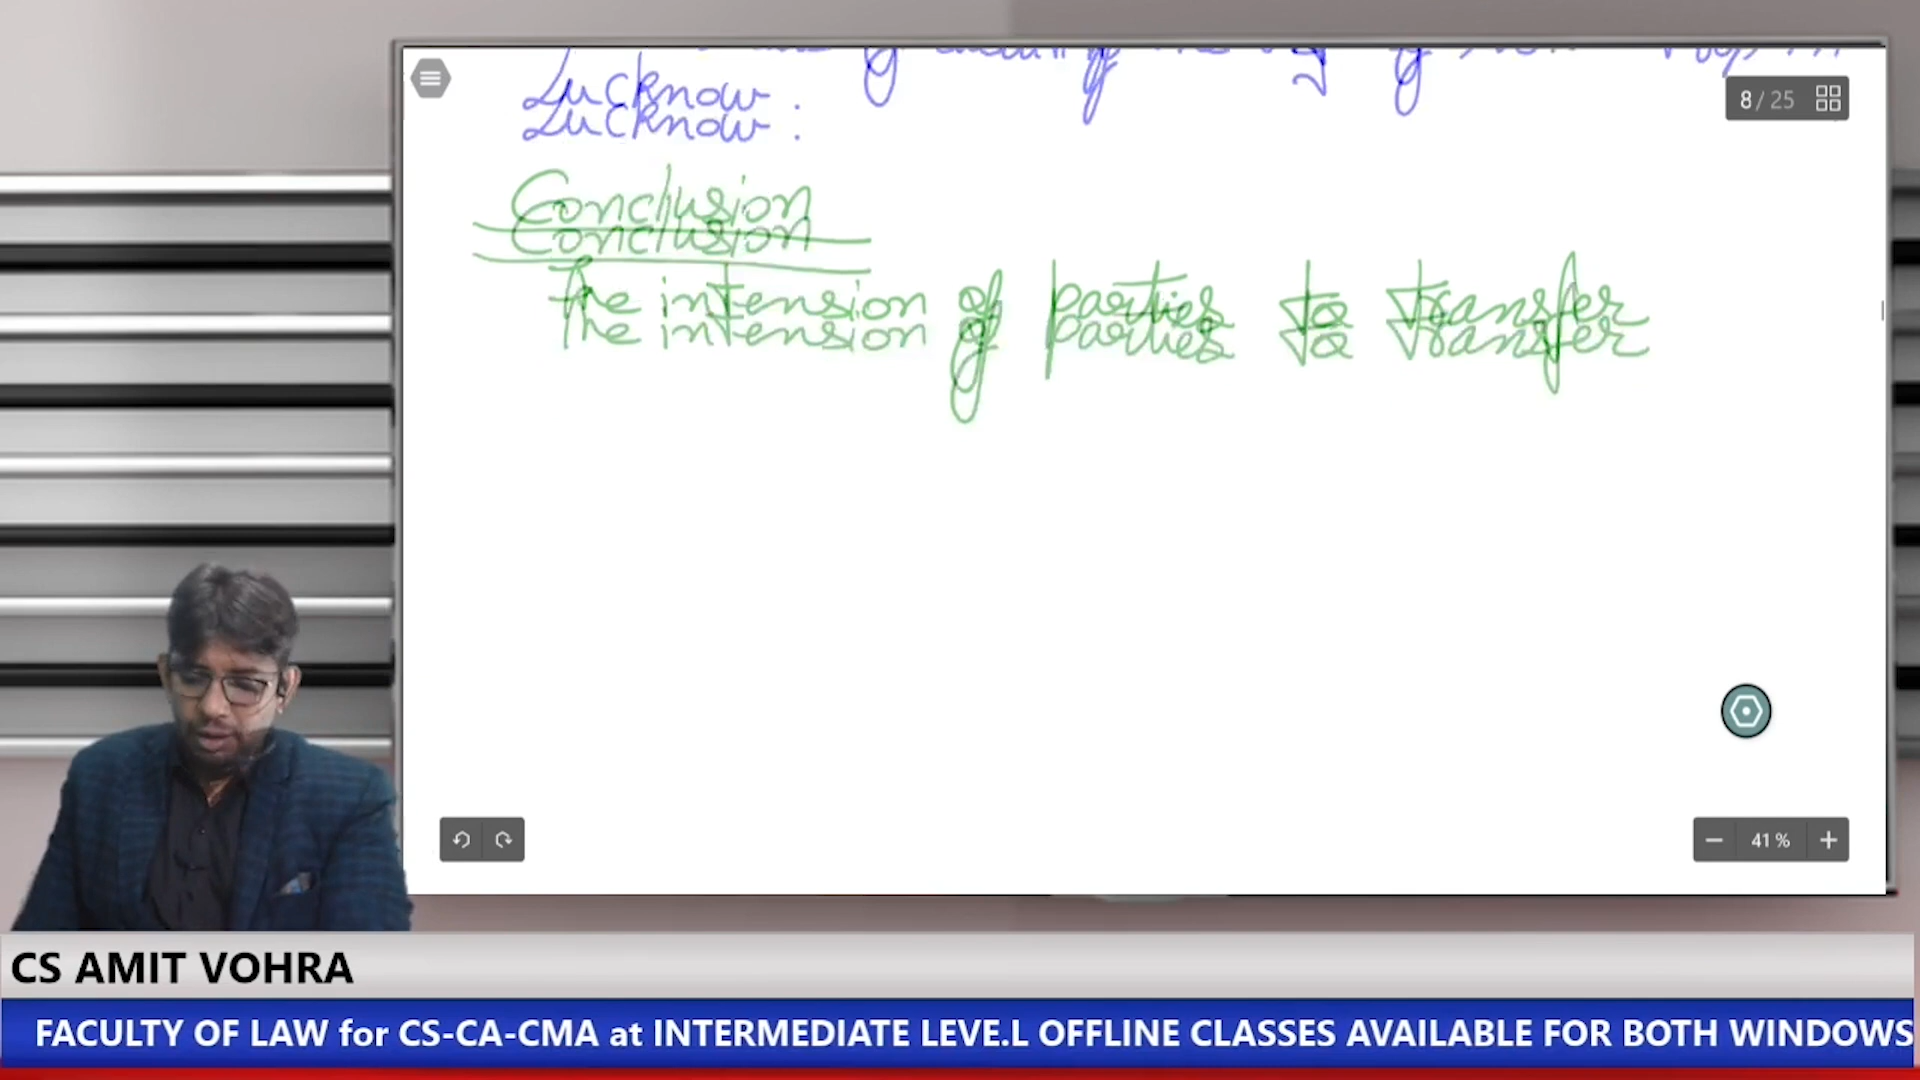 8 / 25
Lucknow.
Conclusion
The intension of parties to transfer
41 %
CS AMIT VOHRA
FACULTY OF LAW for CS-CA-CMA at INTERMEDIATE LEVE.L OFFLINE CLASSES AVAILABLE FOR BOTH WINDOWS